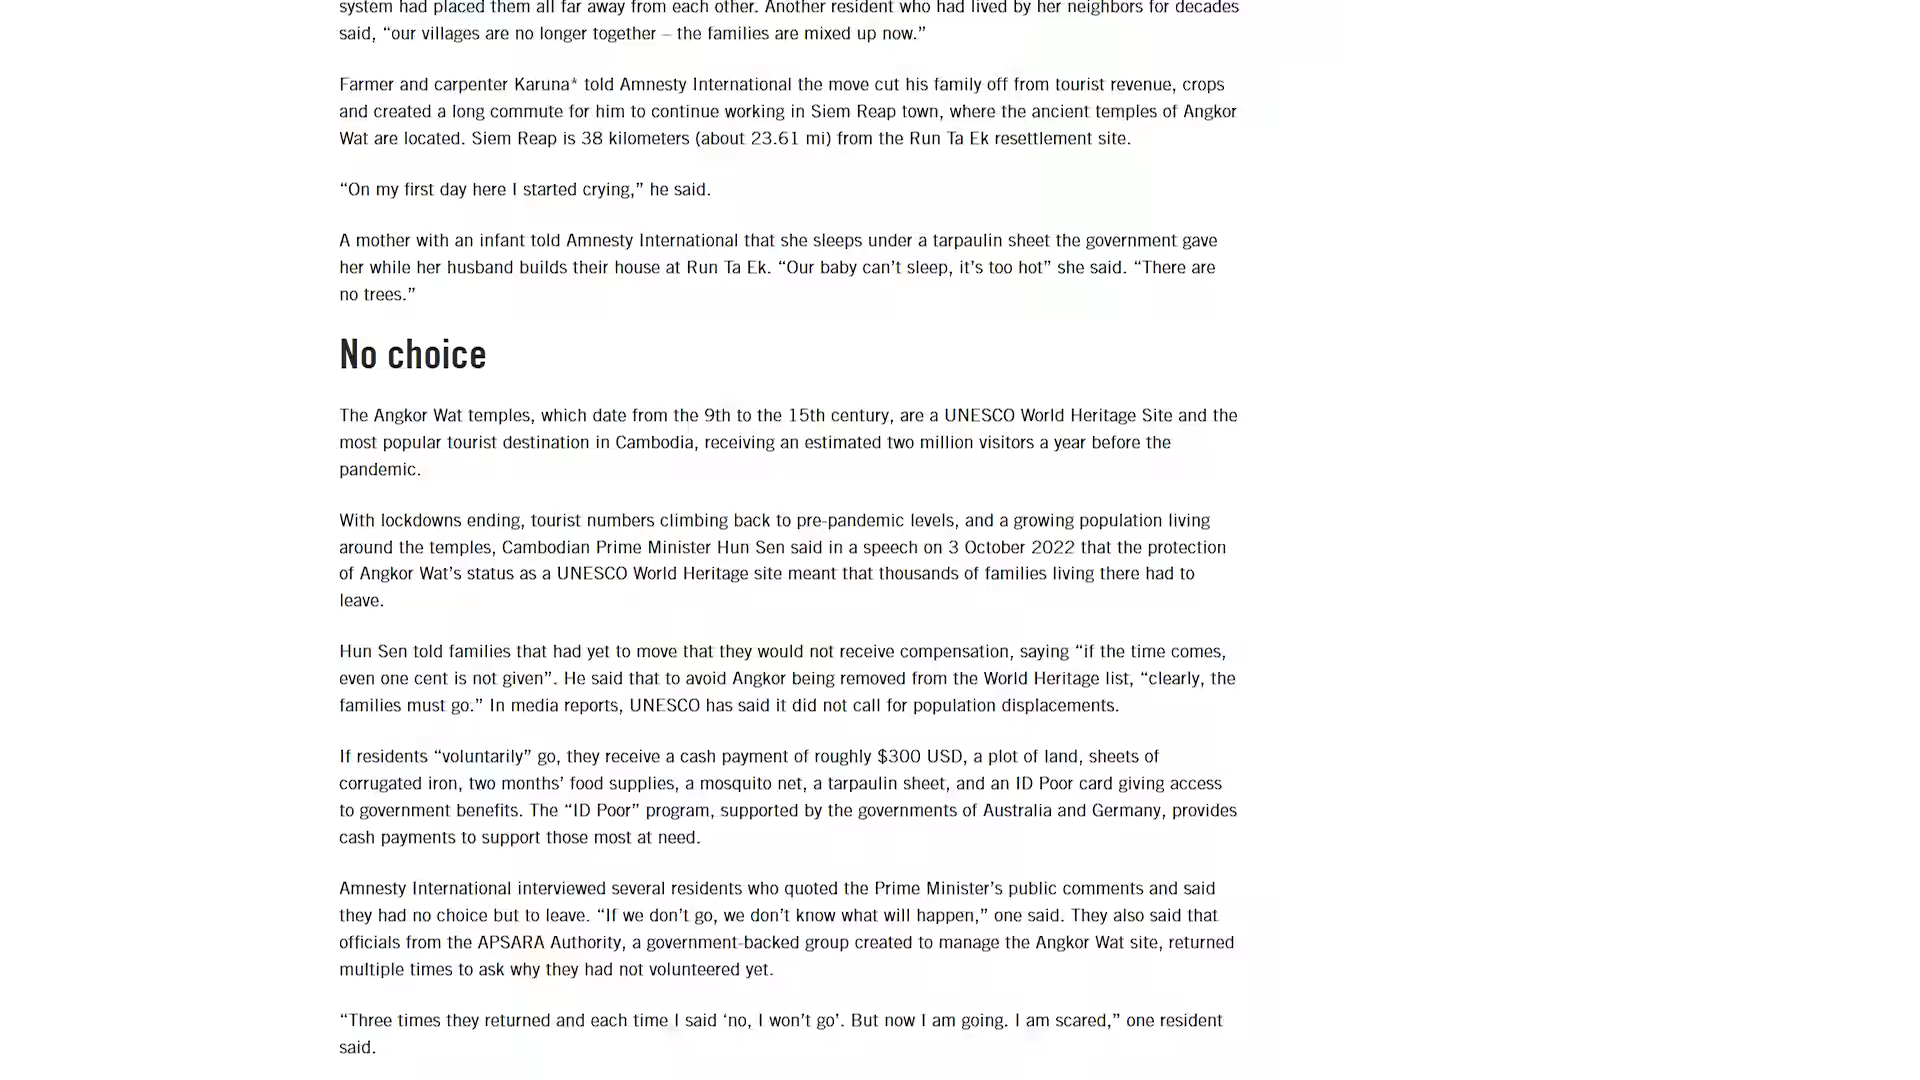 system had placed them all far away from each other. Another resident who had lived by her neighbors for decades
said, “our villages are no longer together – the families are mixed up now.”
Farmer and carpenter Karuna* told Amnesty International the move cut his family off from tourist revenue, crops
and created a long commute for him to continue working in Siem Reap town, where the ancient temples of Angkor
Wat are located. Siem Reap is 38 kilometers (about 23.61 mi) from the Run Ta Ek resettlement site.
“On my first day here I started crying,” he said.
A mother with an infant told Amnesty International that she sleeps under a tarpaulin sheet the government gave
her while her husband builds their house at Run Ta Ek. “Our baby can’t sleep, it’s too hot” she said. “There are
no trees.”
No choice
The Angkor Wat temples, which date from the 9th to the 15th century, are a UNESCO World Heritage Site and the
most popular tourist destination in Cambodia, receiving an estimated two million visitors a year before the
pandemic.
With lockdowns ending, tourist numbers climbing back to pre-pandemic levels, and a growing population living
around the temples, Cambodian Prime Minister Hun Sen said in a speech on 3 October 2022 that the protection
of Angkor Wat’s status as a UNESCO World Heritage site meant that thousands of families living there had to
leave.
Hun Sen told families that had yet to move that they would not receive compensation, saying “if the time comes,
even one cent is not given”. He said that to avoid Angkor being removed from the World Heritage list, “clearly, the
families must go.” In media reports, UNESCO has said it did not call for population displacements.
If residents “voluntarily” go, they receive a cash payment of roughly $300 USD, a plot of land, sheets of
corrugated iron, two months’ food supplies, a mosquito net, a tarpaulin sheet, and an ID Poor card giving access
to government benefits. The “ID Poor” program, supported by the governments of Australia and Germany, provides
cash payments to support those most at need.
Amnesty International interviewed several residents who quoted the Prime Minister’s public comments and said
they had no choice but to leave. “If we don’t go, we don’t know what will happen,” one said. They also said that
officials from the APSARA Authority, a government-backed group created to manage the Angkor Wat site, returned
multiple times to ask why they had not volunteered yet.
“Three times they returned and each time I said ‘no, I won’t go’. But now I am going. I am scared,” one resident
said.